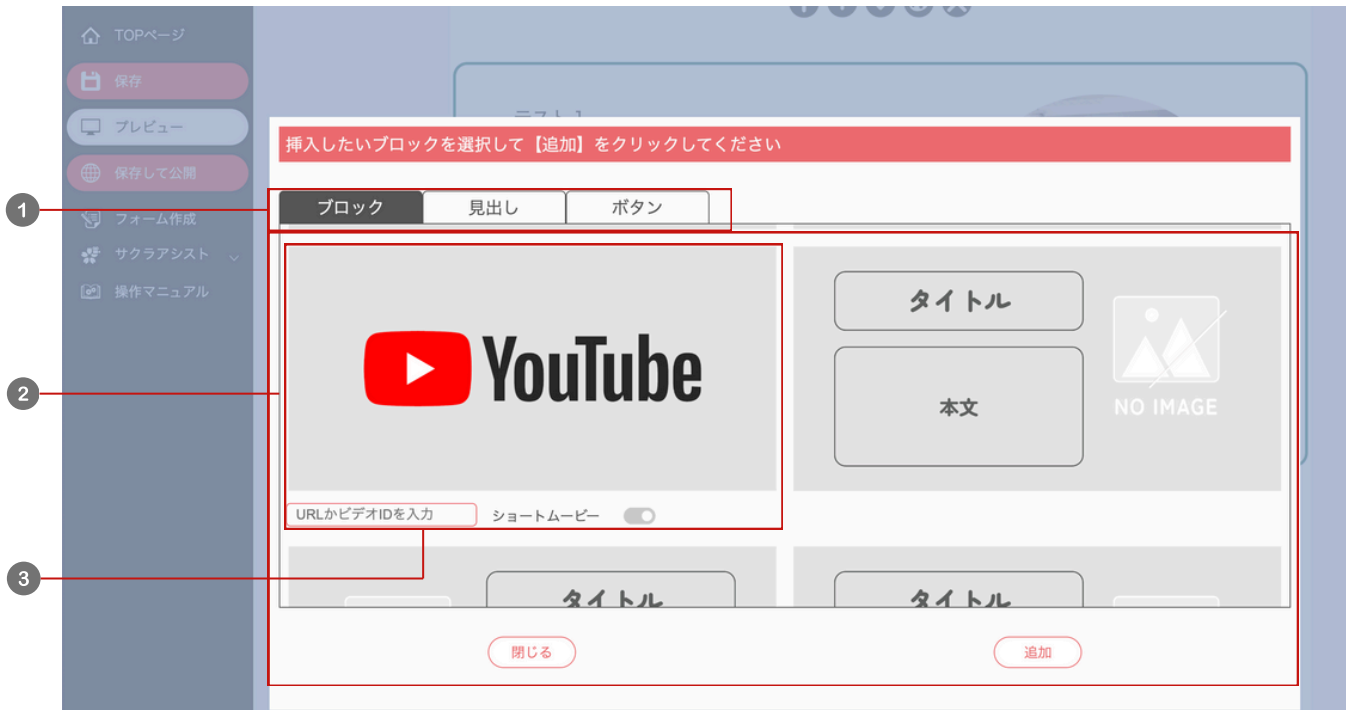 TOPページ
保存
プレビュー
保存して公開
フォーム作成
サクラアシスト
操作マニュアル
テスト 1
挿入したいブロックを選択して【追加】をクリックしてください
1
ブロック
見出し
ボタン
2
YouTube
タイトル
本文
NO IMAGE
URLかビデオIDを入力
ショートムービー
3
タイトル
タイトル
閉じる
追加